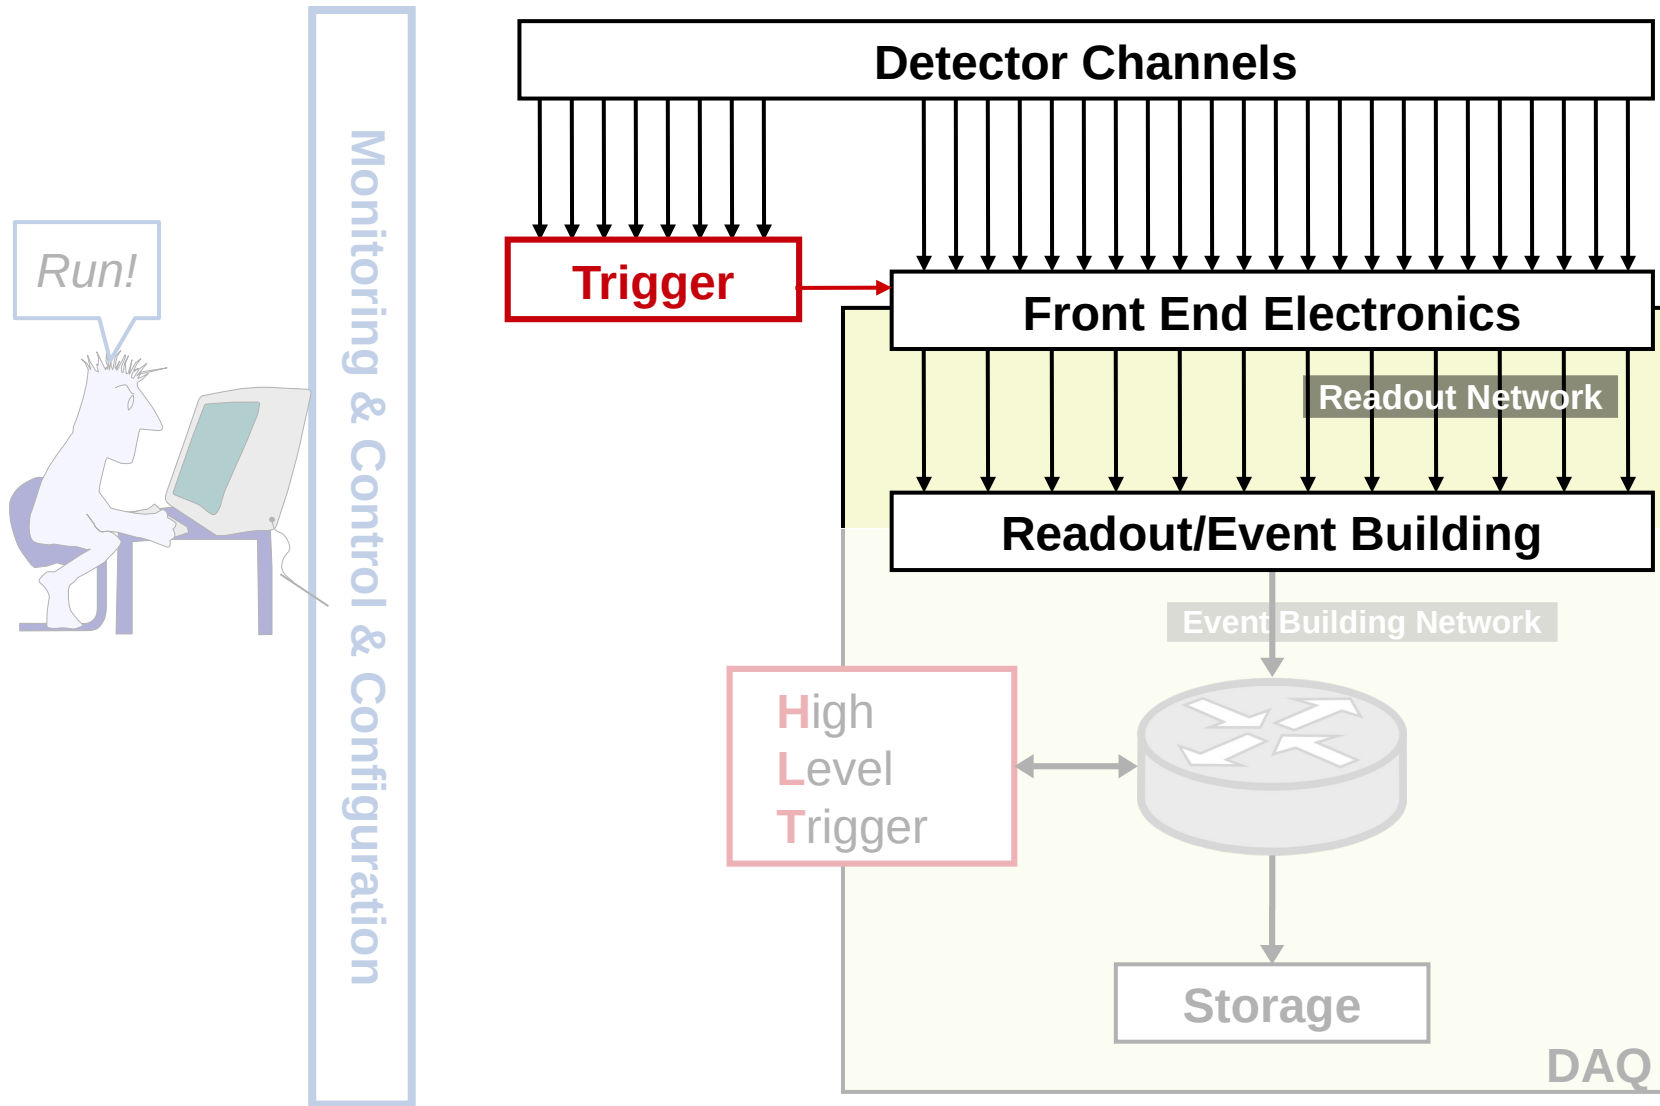 Detector Channels
Monitoring & Control & Configuration
Run!
Trigger
Front End Electronics
Readout Network
Readout/Event Building
Event Building Network
High
Level
Trigger
Storage
DAQ